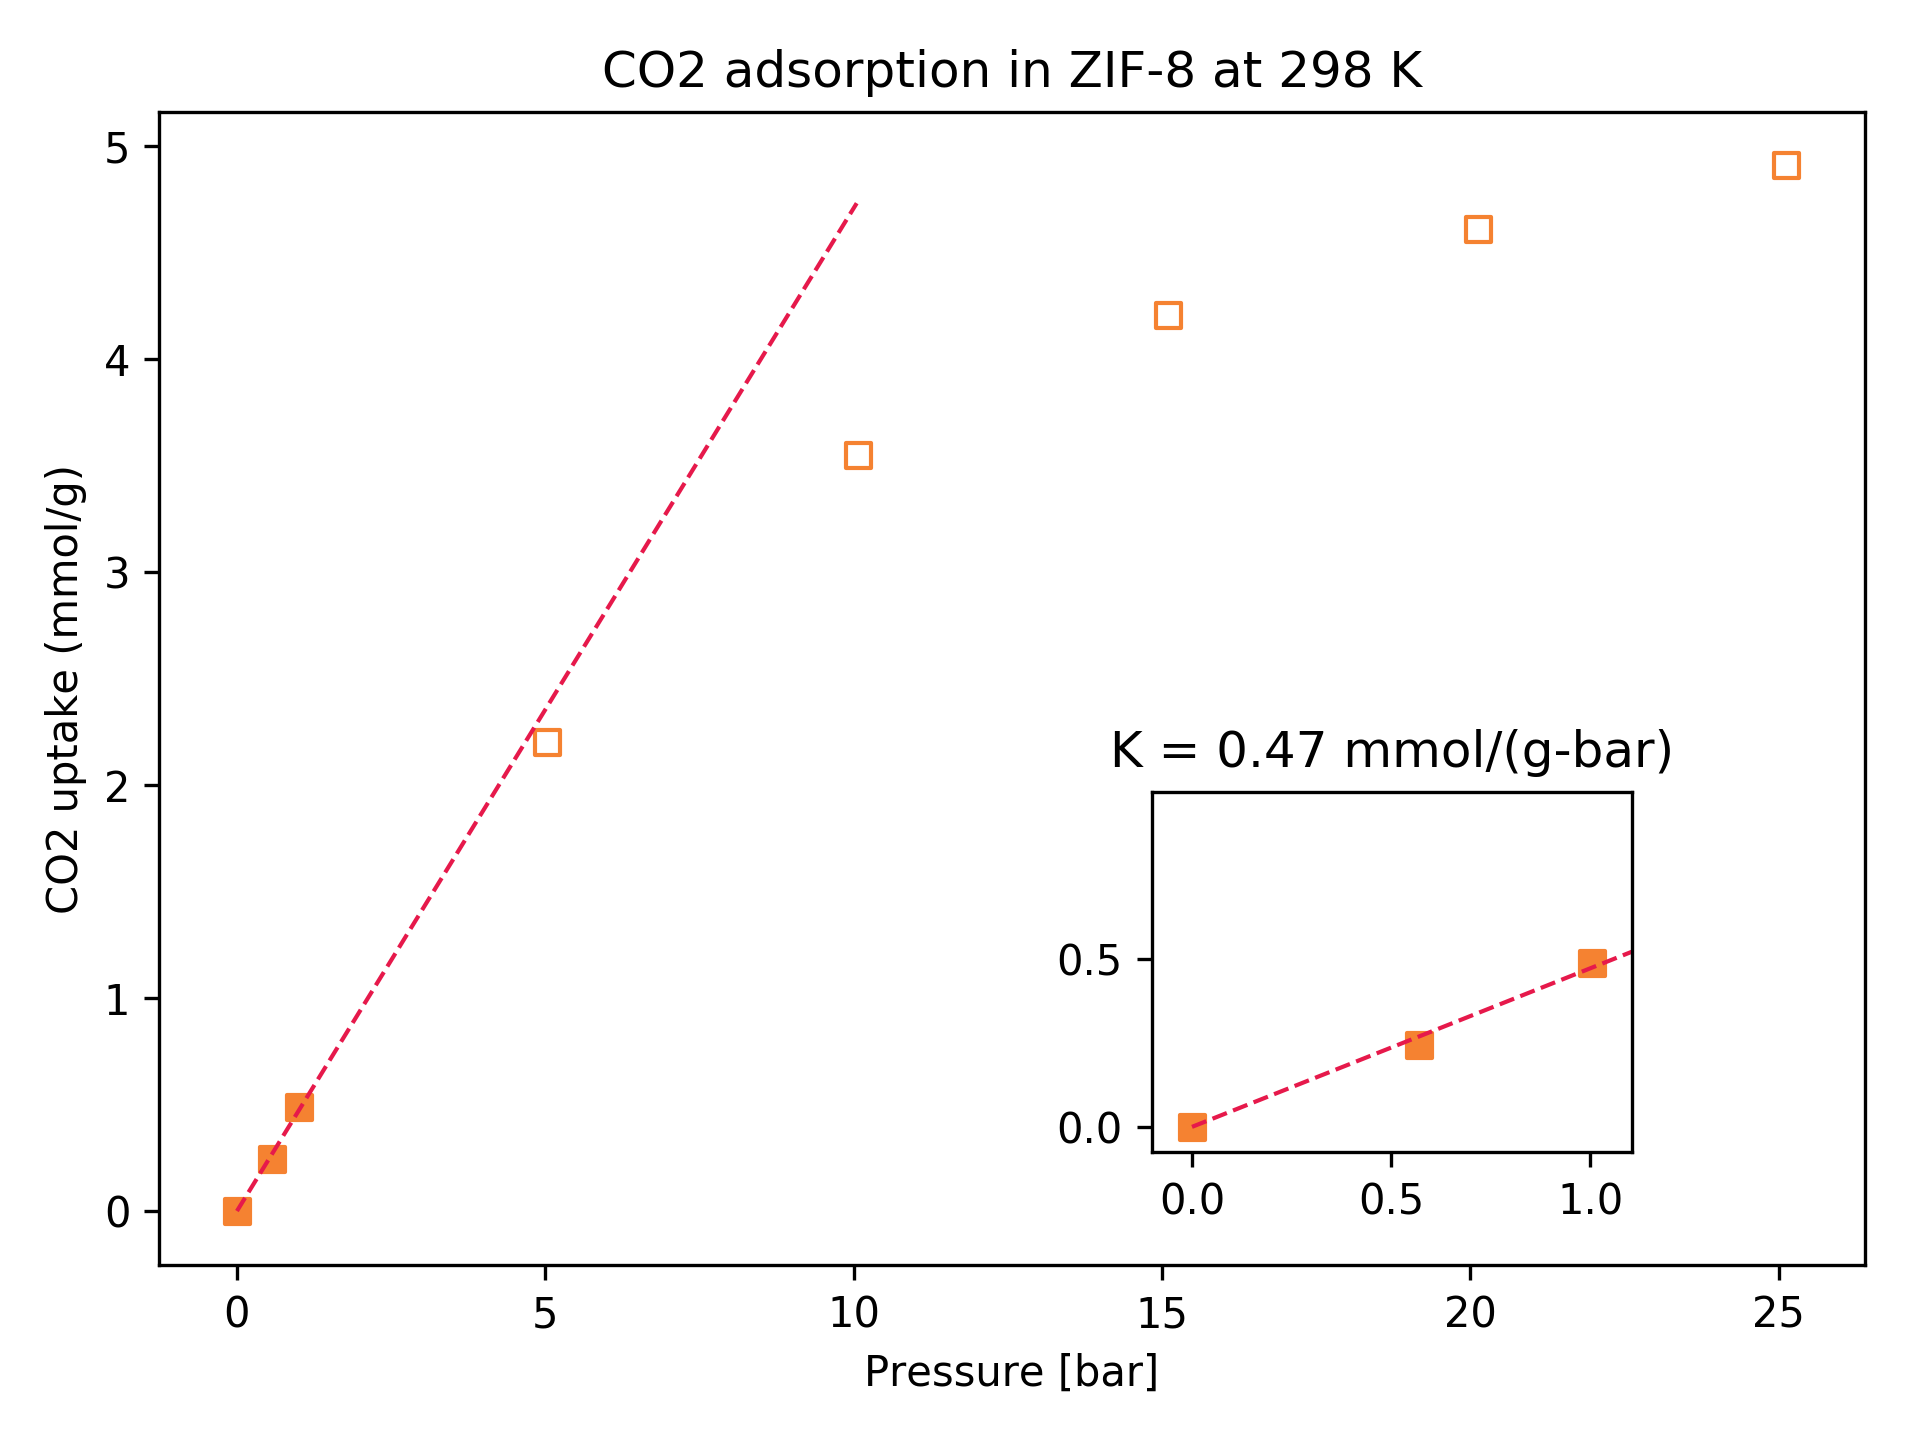 CO2 adsorption in ZIF-8 at 298 K
5
4
3
2
1
0
CO2 uptake (mmol/g)
K = 0.47 mmol/(g-bar)
0.5
0.0
0.0 0.5 1.0
0 5 10 15 20 25
Pressure [bar]